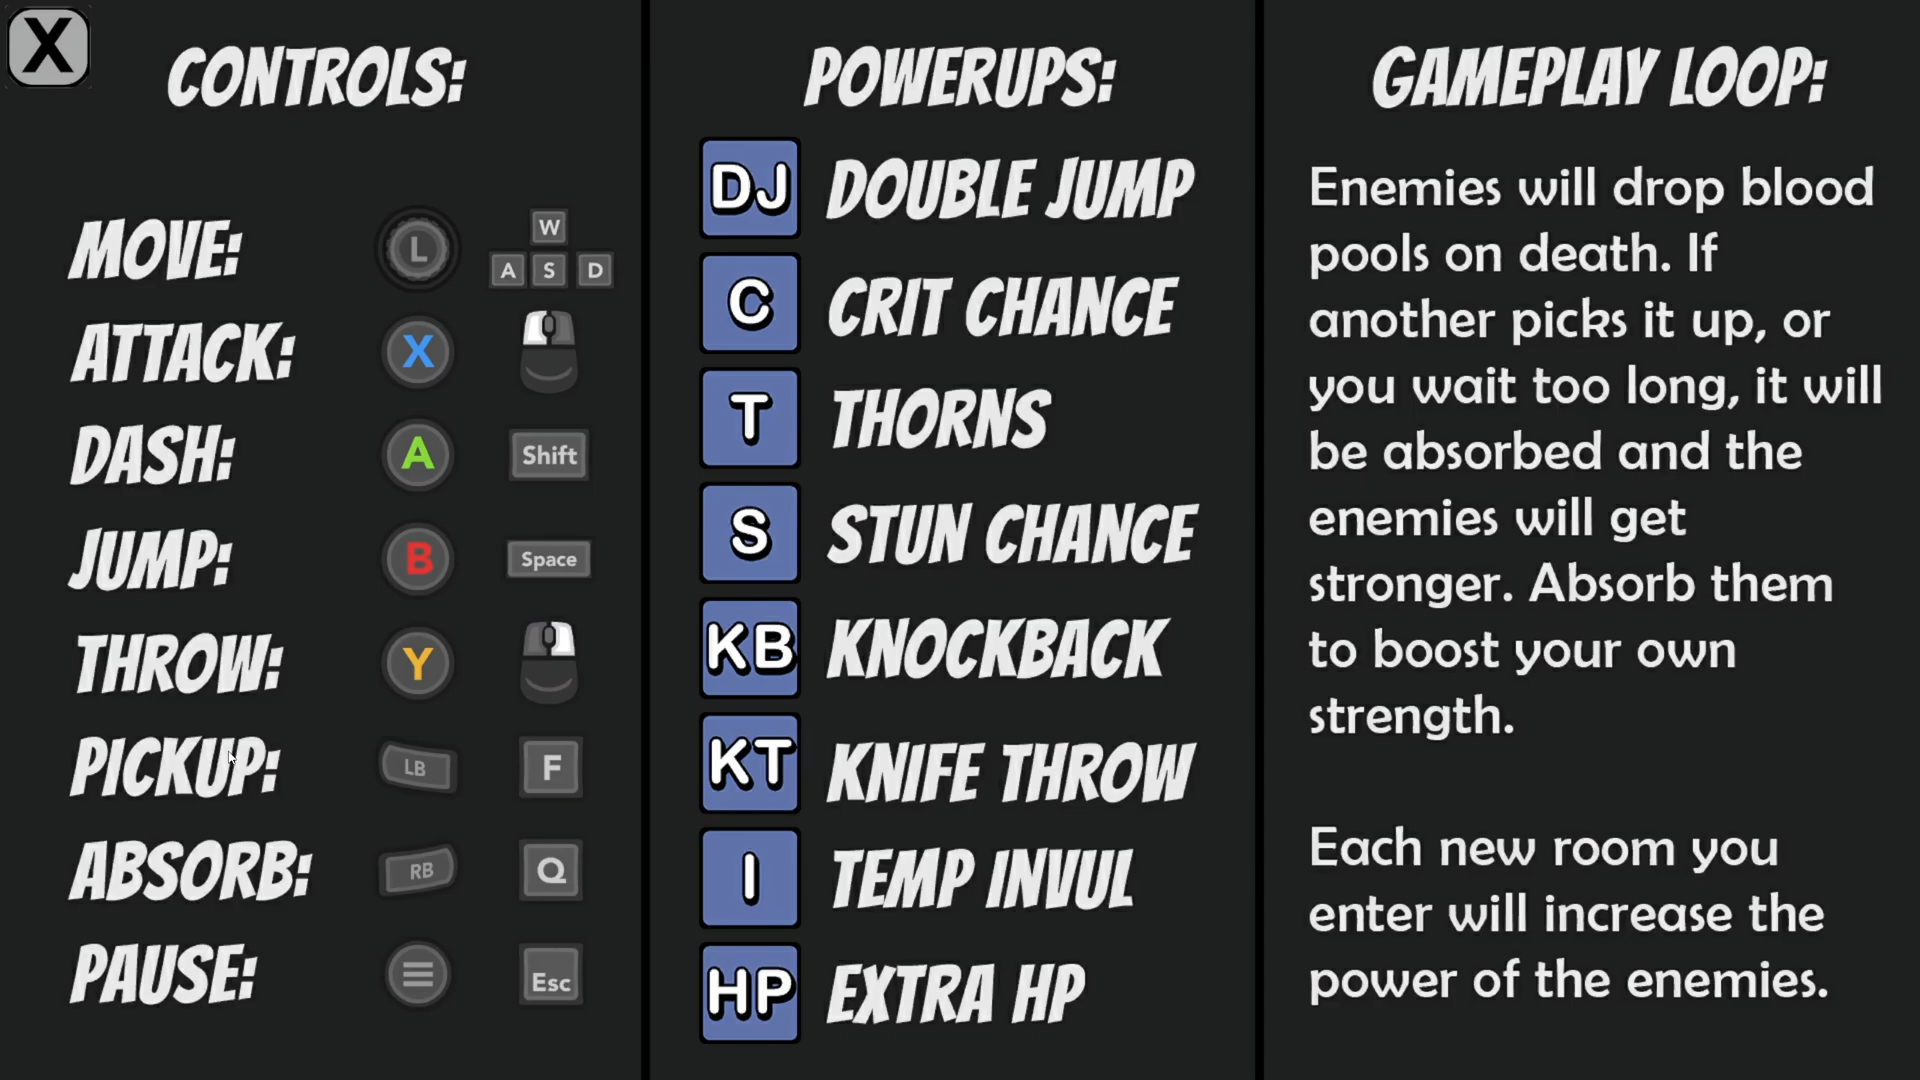 X
CONTROLS:
MOVE: L W
A S D
ATTACK: X
DASH: A Shift
JUMP: B Space
THROW: Y
PICKUP: LB F
ABSORB: RB Q
PAUSE: Esc
POWERUPS:
DJ DOUBLE JUMP
C CRIT CHANCE
T THORNS
S STUN CHANCE
KB KNOCKBACK
KT KNIFE THROW
I TEMP INVUL
HP EXTRA HP
GAMEPLAY LOOP:
Enemies will drop blood
pools on death. If
another picks it up, or
you wait too long, it will
be absorbed and the
enemies will get
stronger. Absorb them
to boost your own
strength.
Each new room you
enter will increase the
power of the enemies.